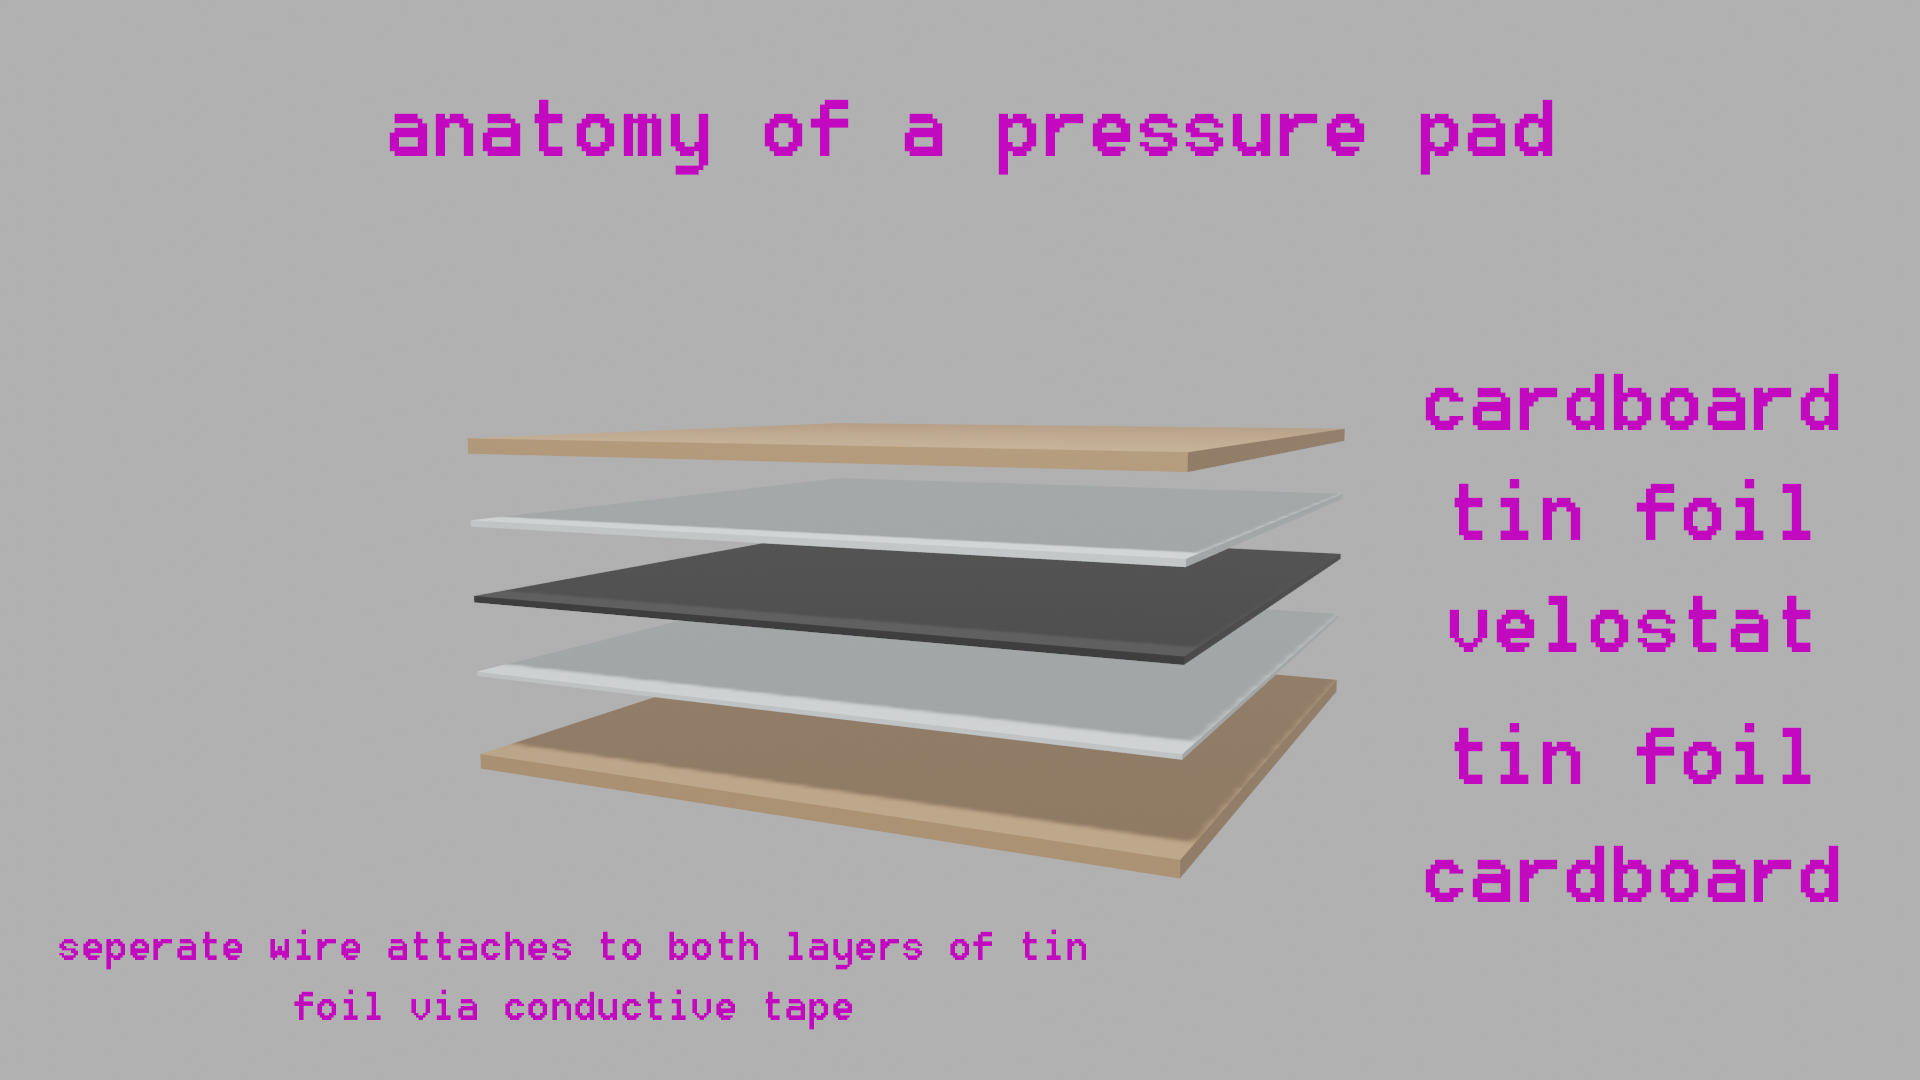 anatomy of a pressure pad
cardboard
tin foil
velostat
tin foil
cardboard
seperate wire attaches to both layers of tin
foil via conductive tape